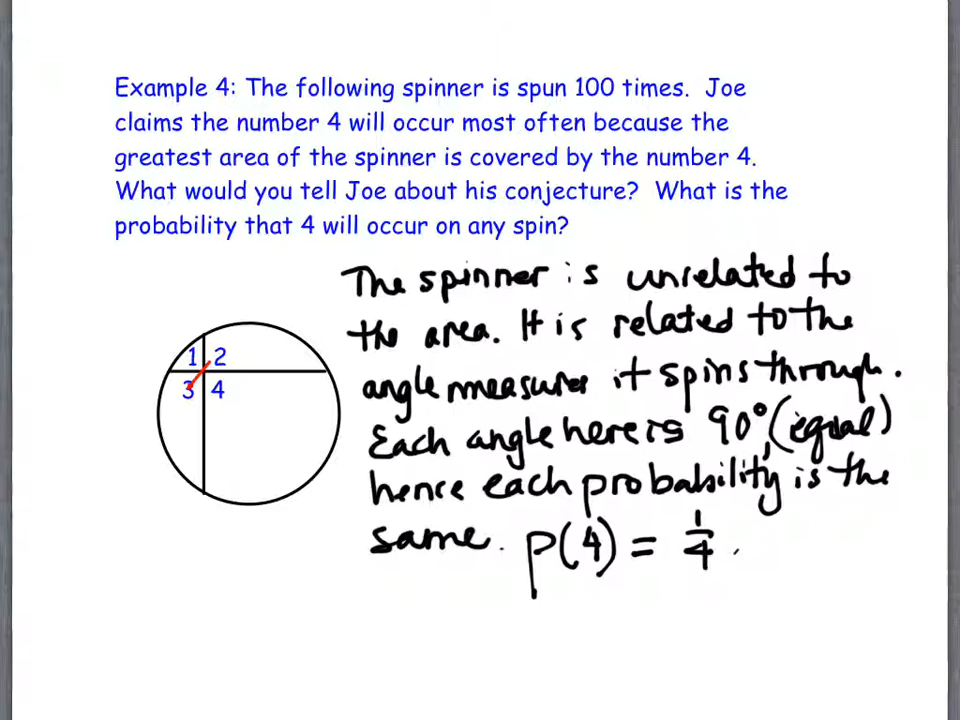 Example 4: The following spinner is spun 100 times. Joe
claims the number 4 will occur most often because the
greatest area of the spinner is covered by the number 4.
What would you tell Joe about his conjecture? What is the
probability that 4 will occur on any spin?
The spinner is unrelated to
the area. It is related to the
angle measures it spins through.
Each angle here is 90°, (equal)
hence each probability is the
same. P(4) = 1/4.
1 2
3 4